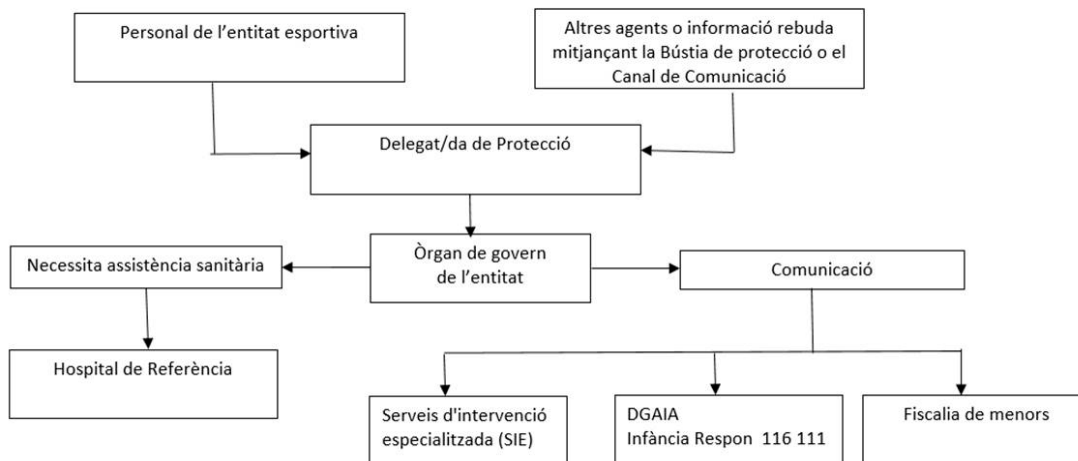 Personal de l'entitat esportiva
Altres agents o informació rebuda
mitjançant la Bústia de protecció o el
Canal de Comunicació
Delegat/da de Protecció
Òrgan de govern
de l'entitat
Necessita assistència sanitària
Comunicació
Hospital de Referència
Serveis d'intervenció
especialitzada (SIE)
DGAIA
Infància Respon 116 111
Fiscalia de menors